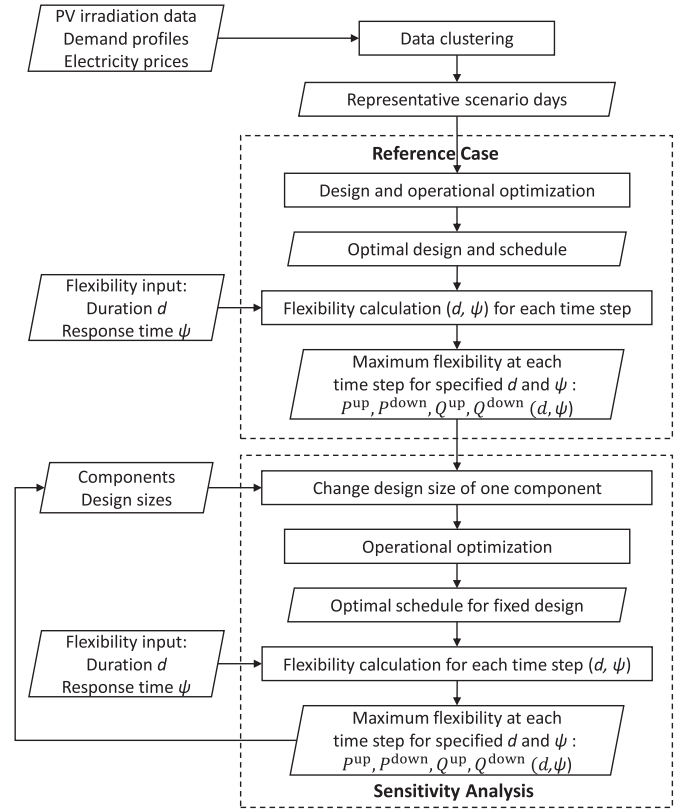 PV irradiation data
Demand profiles
Electricity prices
Data clustering
Representative scenario days
Reference Case
Design and operational optimization
Optimal design and schedule
Flexibility input:
Duration d
Response time ψ
Flexibility calculation (d, ψ) for each time step
Maximum flexibility at each
time step for specified d and ψ :
P^up, P^down, Q^up, Q^down (d,ψ)
Components
Design sizes
Change design size of one component
Operational optimization
Optimal schedule for fixed design
Flexibility input:
Duration d
Response time ψ
Flexibility calculation for each time step (d, ψ)
Maximum flexibility at each
time step for specified d and ψ :
P^up, P^down, Q^up, Q^down (d,ψ)
Sensitivity Analysis